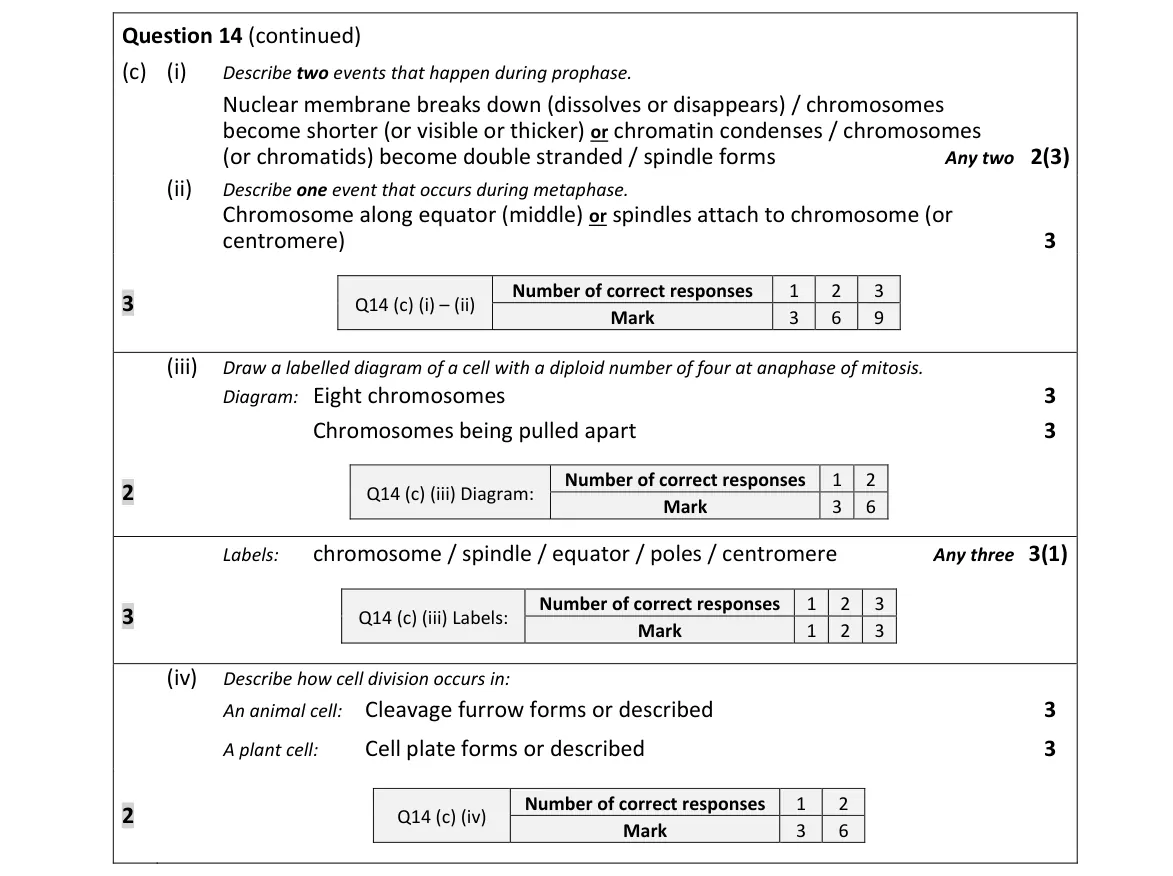 Question 14 (continued)
(c) (i) Describe two events that happen during prophase.
Nuclear membrane breaks down (dissolves or disappears) / chromosomes
become shorter (or visible or thicker) or chromatin condenses / chromosomes
(or chromatids) become double stranded / spindle forms Any two 2(3)
(ii) Describe one event that occurs during metaphase.
Chromosome along equator (middle) or spindles attach to chromosome (or
centromere) 3
3
Q14 (c) (i) – (ii)
Number of correct responses 1 2 3
Mark 3 6 9
(iii) Draw a labelled diagram of a cell with a diploid number of four at anaphase of mitosis.
Diagram: Eight chromosomes 3
Chromosomes being pulled apart 3
2
Q14 (c) (iii) Diagram:
Number of correct responses 1 2
Mark 3 6
Labels: chromosome / spindle / equator / poles / centromere Any three 3(1)
3
Q14 (c) (iii) Labels:
Number of correct responses 1 2 3
Mark 1 2 3
(iv) Describe how cell division occurs in:
An animal cell: Cleavage furrow forms or described 3
A plant cell: Cell plate forms or described 3
2
Q14 (c) (iv)
Number of correct responses 1 2
Mark 3 6